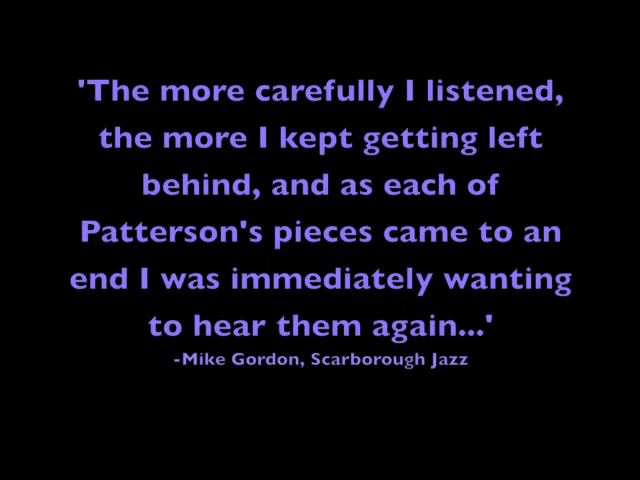 'The more carefully I listened,
the more I kept getting left
behind, and as each of
Patterson's pieces came to an
end I was immediately wanting
to hear them again...'
-Mike Gordon, Scarborough Jazz